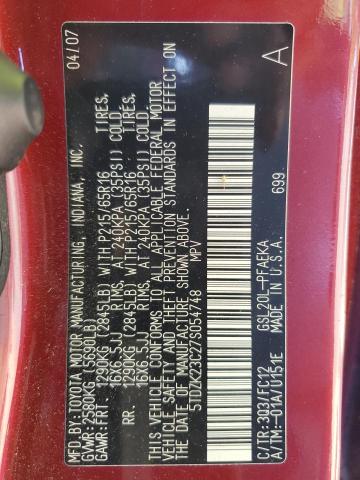 MFD. BY:TOYOTA MOTOR MANUFACTURING, INDIANA, INC. 04/07
GVWR: 2580KG (5690LB)
GAWR:FRT. 1290KG (2845LB) WITH P215/65R16 TIRES,
16X6.5JJ RIMS, AT 240KPA (35PSI) COLD.
RR. 1290KG (2845LB) WITH P215/65R16 TIRES,
16X6.5JJ RIMS, AT 240KPA (35PSI) COLD.
THIS VEHICLE CONFORMS TO ALL APPLICABLE FEDERAL MOTOR
VEHICLE SAFETY AND THEFT PREVENTION STANDARDS IN EFFECT ON
THE DATE OF MANUFACTURE SHOWN ABOVE.
5TDZK23C27S054748 MPV
C/TR:3Q3/FC12 GSL20L-PFAEKA 699 A
A/TM:-01A/U151E MADE IN U.S.A.